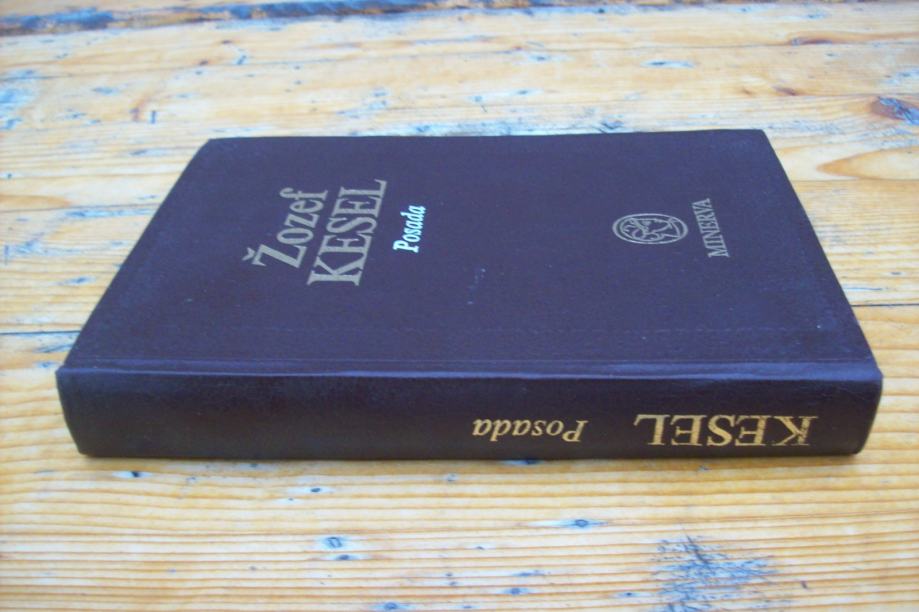 Žozef
KESEL
Posada
MINERVA
KESEL
Posada